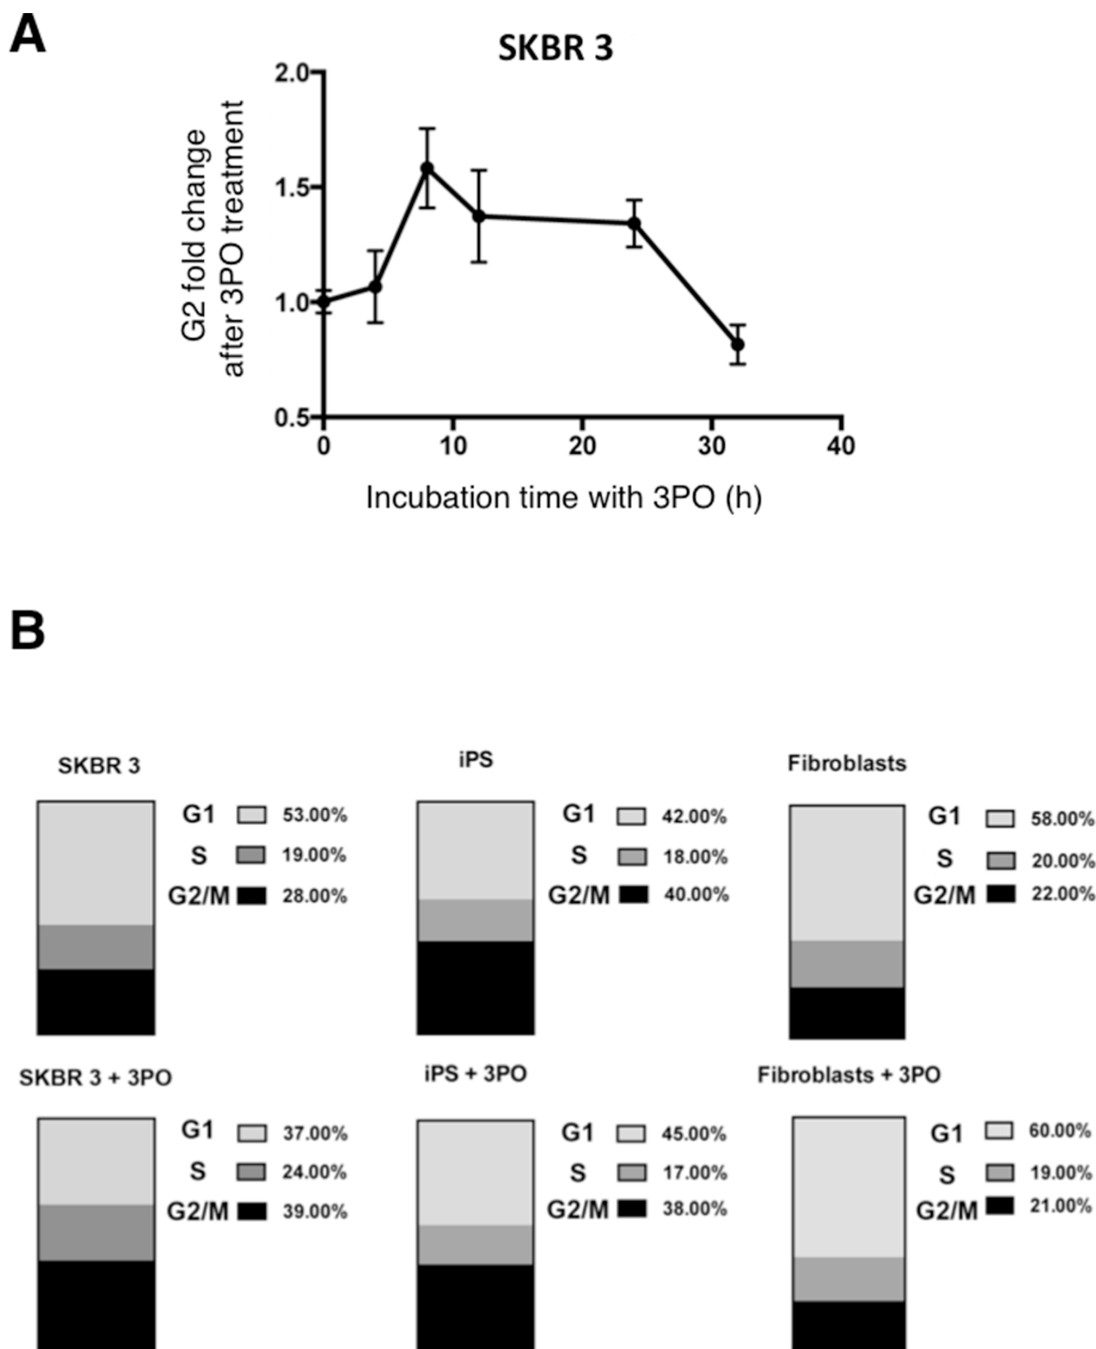 A
SKBR 3
G2 fold change
after 3PO treatment
2.0
1.5
1.0
0.5
0 10 20 30 40
Incubation time with 3PO (h)
B
SKBR 3
G1 53.00%
S 19.00%
G2/M 28.00%
iPS
G1 42.00%
S 18.00%
G2/M 40.00%
Fibroblasts
G1 58.00%
S 20.00%
G2/M 22.00%
SKBR 3 + 3PO
G1 37.00%
S 24.00%
G2/M 39.00%
iPS + 3PO
G1 45.00%
S 17.00%
G2/M 38.00%
Fibroblasts + 3PO
G1 60.00%
S 19.00%
G2/M 21.00%